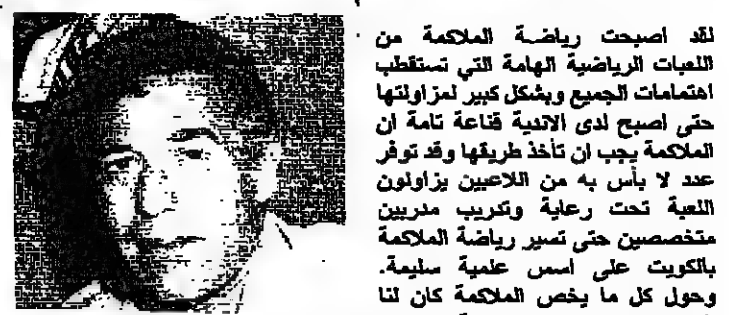 لقد اصبحت رياضة الملاكمة من
اللعبات الرياضية الهامة التي تستقطب
اهتمامات الجميع وبشكل كبير لمزاولتها
حتى اصبح لدى الاندية قناعة تامة ان
الملاكمة يجب ان تأخذ طريقها وقد توفر
عدد لا بأس به من اللاعبين يزاولون
اللعبة تحت رعاية وتدريب مدربين
متخصصين حتى تسير رياضة الملاكمة
بالكويت على اسس علمية سليمة.
وحول كل ما يخص الملاكمة كان لنا